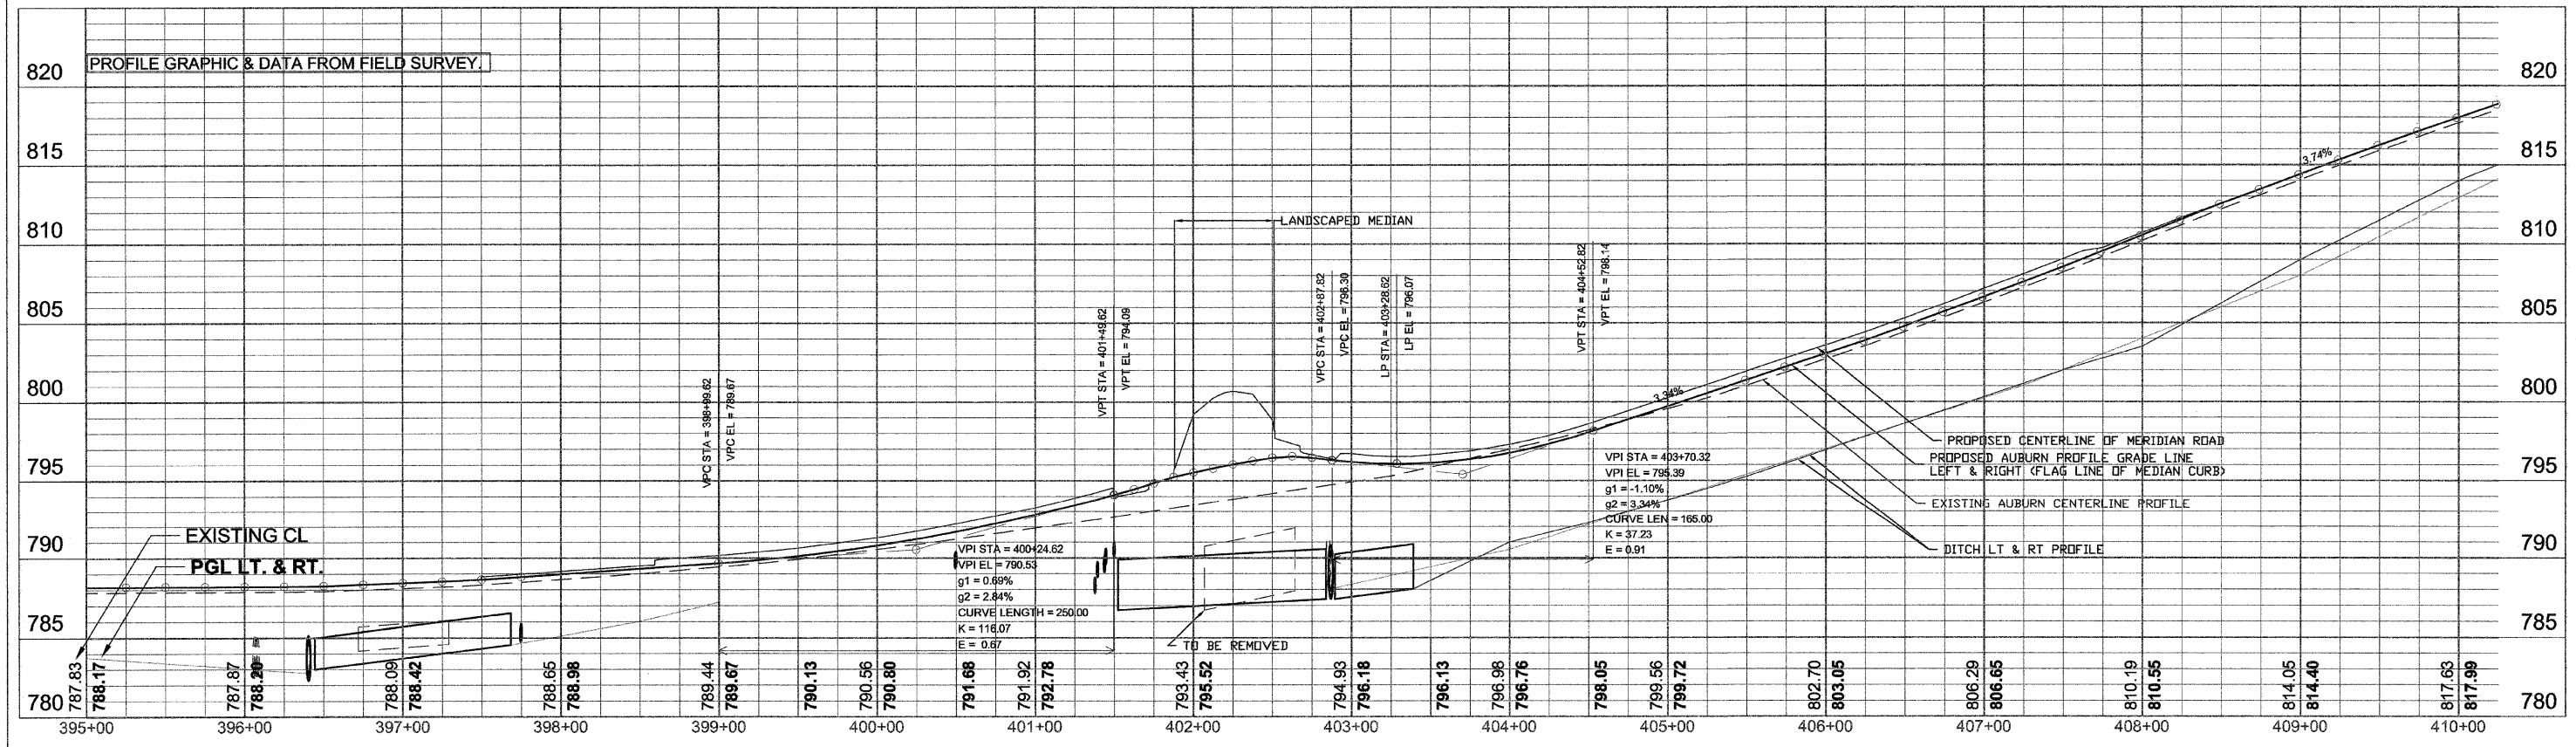 PROFILE GRAPHIC & DATA FROM FIELD SURVEY.
820
815
810
805
800
795
790
785
780
820
815
810
805
800
795
790
785
780
EXISTING CL
PGL LT. & RT.
VPC STA = 398+99.62
VPC EL = 789.67
VPI STA = 400+24.62
VPI EL = 790.53
g1 = 0.69%
g2 = 2.84%
CURVE LENGTH = 250.00
K = 116.07
E = 0.67
VPT STA = 401+49.62
VPT EL = 794.09
LANDSCAPED MEDIAN
TO BE REMOVED
VPC STA = 402+87.82
VPC EL = 796.30
LP STA = 403+28.62
LP EL = 796.07
VPT STA = 404+52.82
VPT EL = 798.14
VPI STA = 403+70.32
VPI EL = 795.39
g1 = -1.10%
g2 = 3.34%
CURVE LEN = 165.00
K = 37.23
E = 0.91
3.34%
3.74%
PROPOSED CENTERLINE OF MERIDIAN ROAD
PROPOSED AUBURN PROFILE GRADE LINE
LEFT & RIGHT (FLAG LINE OF MEDIAN CURB)
EXISTING AUBURN CENTERLINE PROFILE
DITCH LT & RT PROFILE
787.83
788.17
787.87
788.20
788.09
788.42
788.65
788.98
789.44
789.67
790.13
790.56
790.80
791.68
791.92
792.78
793.43
795.52
794.93
796.18
796.13
796.98
796.76
798.05
799.56
799.72
802.70
803.05
806.29
806.65
810.19
810.55
814.05
814.40
817.63
817.99
395+00
396+00
397+00
398+00
399+00
400+00
401+00
402+00
403+00
404+00
405+00
406+00
407+00
408+00
409+00
410+00